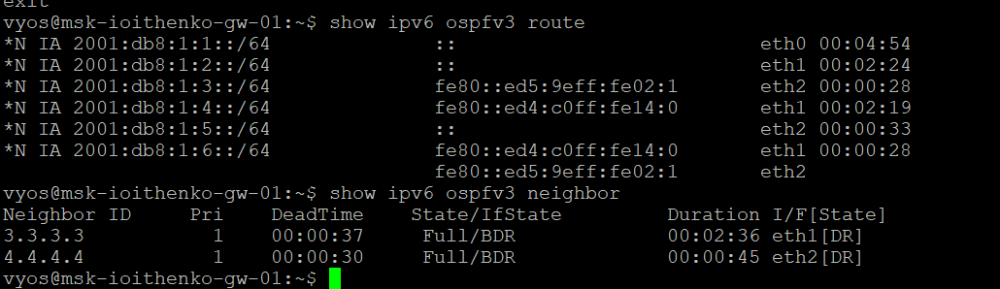 exit
vyos@msk-ioithenko-gw-01:~$ show ipv6 ospfv3 route
*N IA 2001:db8:1:1::/64              ::                        eth0 00:04:54
*N IA 2001:db8:1:2::/64              ::                        eth1 00:02:24
*N IA 2001:db8:1:3::/64              fe80::ed5:9eff:fe02:1     eth2 00:00:28
*N IA 2001:db8:1:4::/64              fe80::ed4:c0ff:fe14:0     eth1 00:02:19
*N IA 2001:db8:1:5::/64              ::                        eth2 00:00:33
*N IA 2001:db8:1:6::/64              fe80::ed4:c0ff:fe14:0     eth1 00:00:28
                                     fe80::ed5:9eff:fe02:1     eth2
vyos@msk-ioithenko-gw-01:~$ show ipv6 ospfv3 neighbor
Neighbor ID     Pri    DeadTime    State/IfState         Duration I/F[State]
3.3.3.3           1    00:00:37     Full/BDR             00:02:36 eth1[DR]
4.4.4.4           1    00:00:30     Full/BDR             00:00:45 eth2[DR]
vyos@msk-ioithenko-gw-01:~$